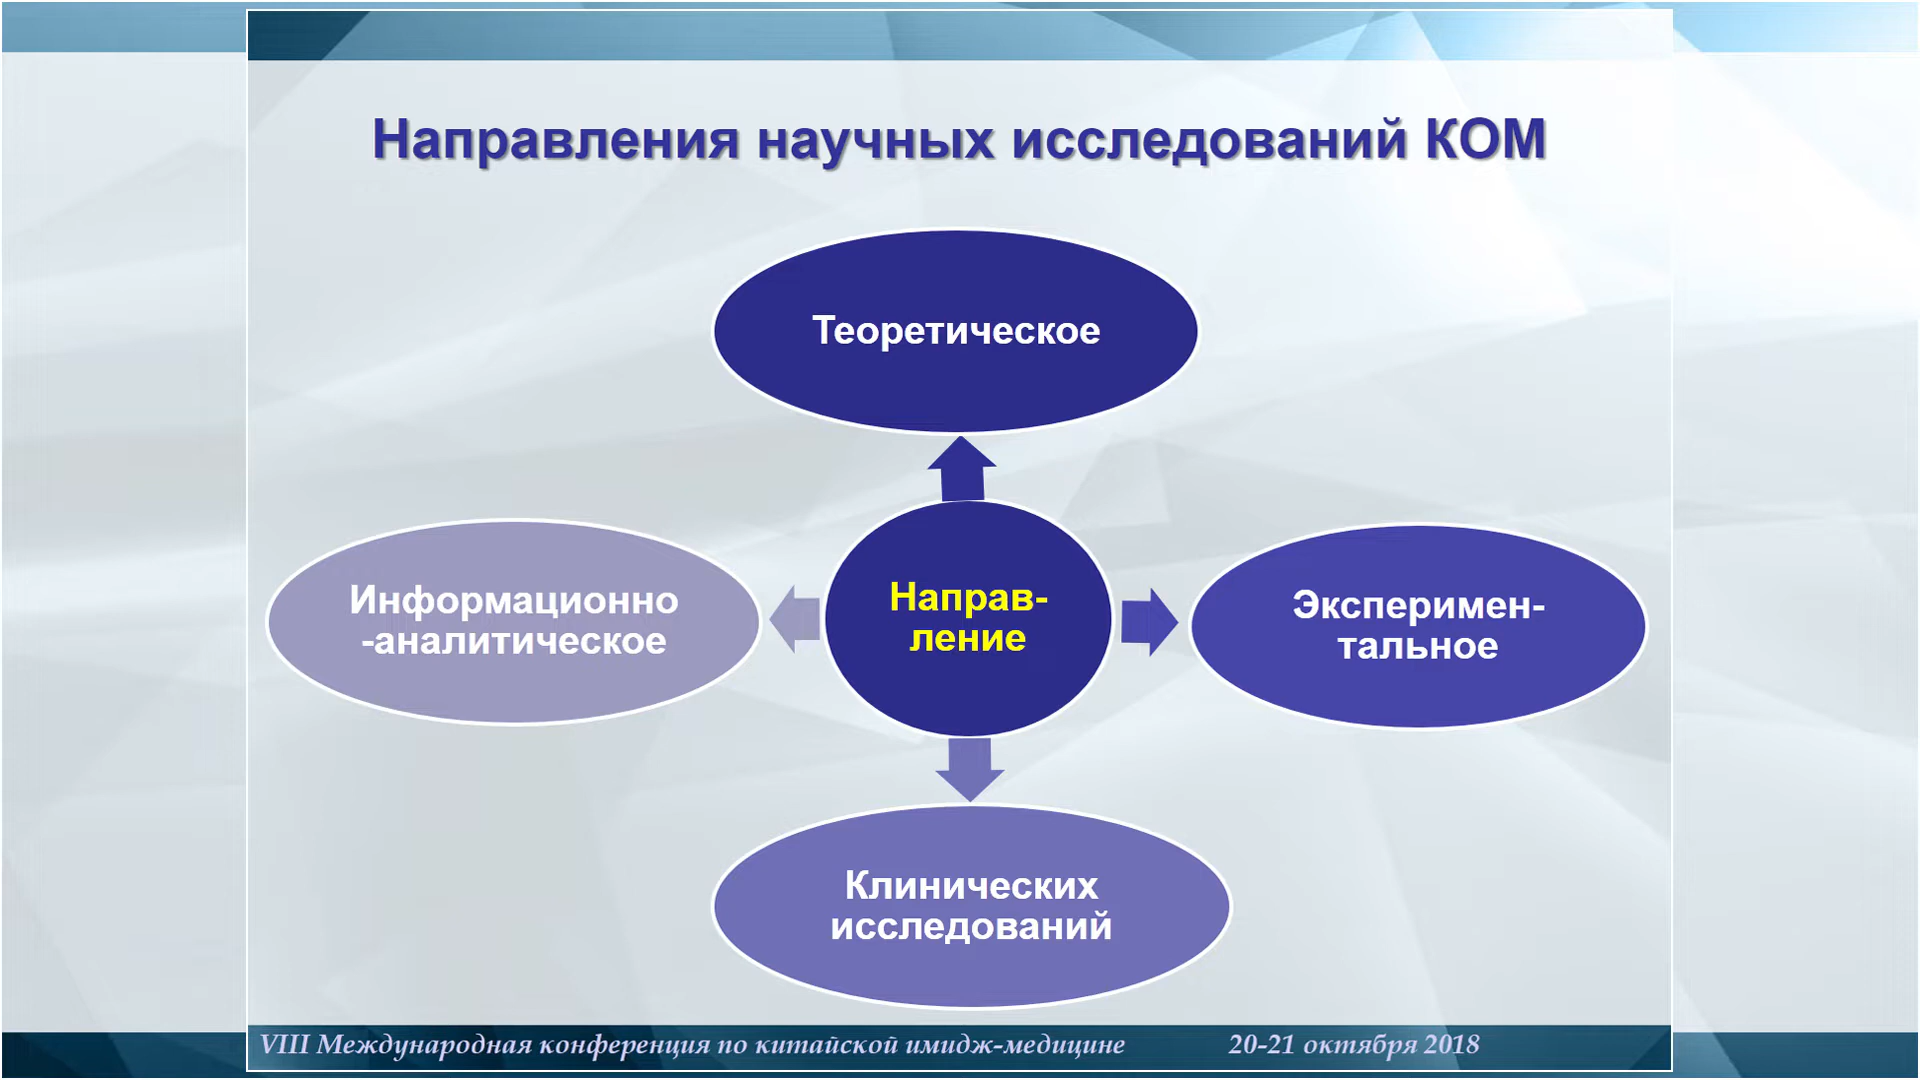 Направления научных исследований КОМ
Теоретическое
Информационно
-аналитическое
Направ-
ление
Эксперимен-
тальное
Клинических
исследований
VIII Международная конференция по китайской имидж-медицине 20-21 октября 2018